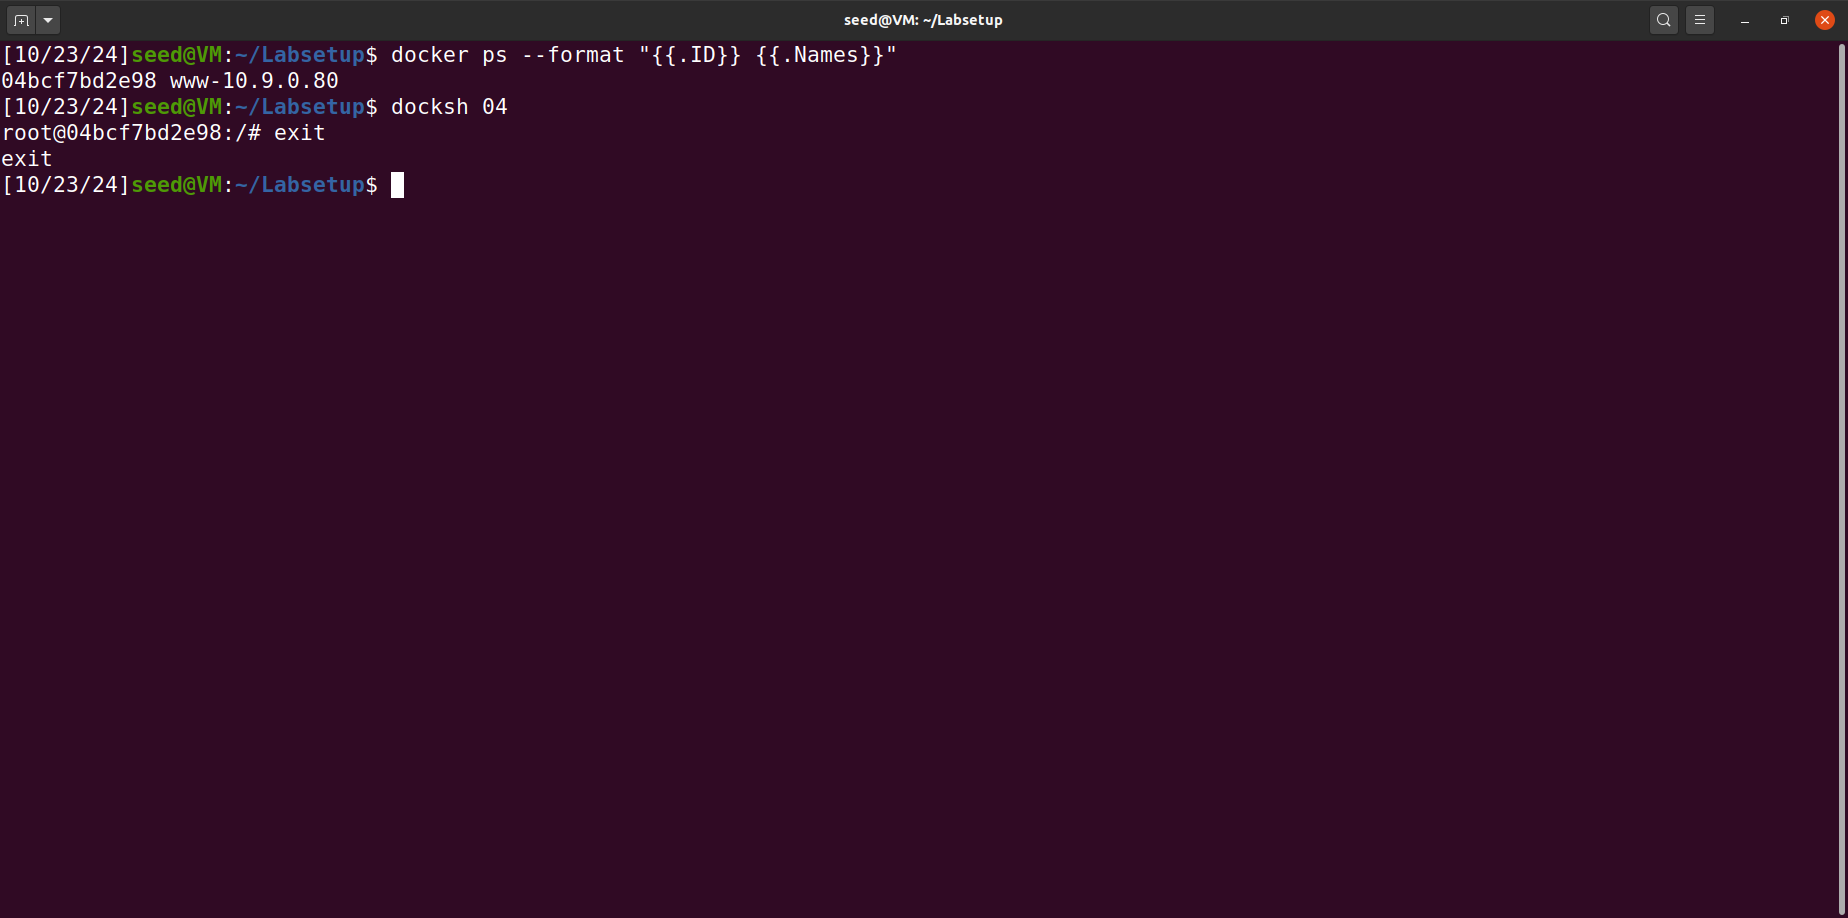 seed@VM: ~/Labsetup
[10/23/24]seed@VM:~/Labsetup$ docker ps --format "{{.ID}} {{.Names}}"
04bcf7bd2e98 www-10.9.0.80
[10/23/24]seed@VM:~/Labsetup$ docksh 04
root@04bcf7bd2e98:/# exit
exit
[10/23/24]seed@VM:~/Labsetup$